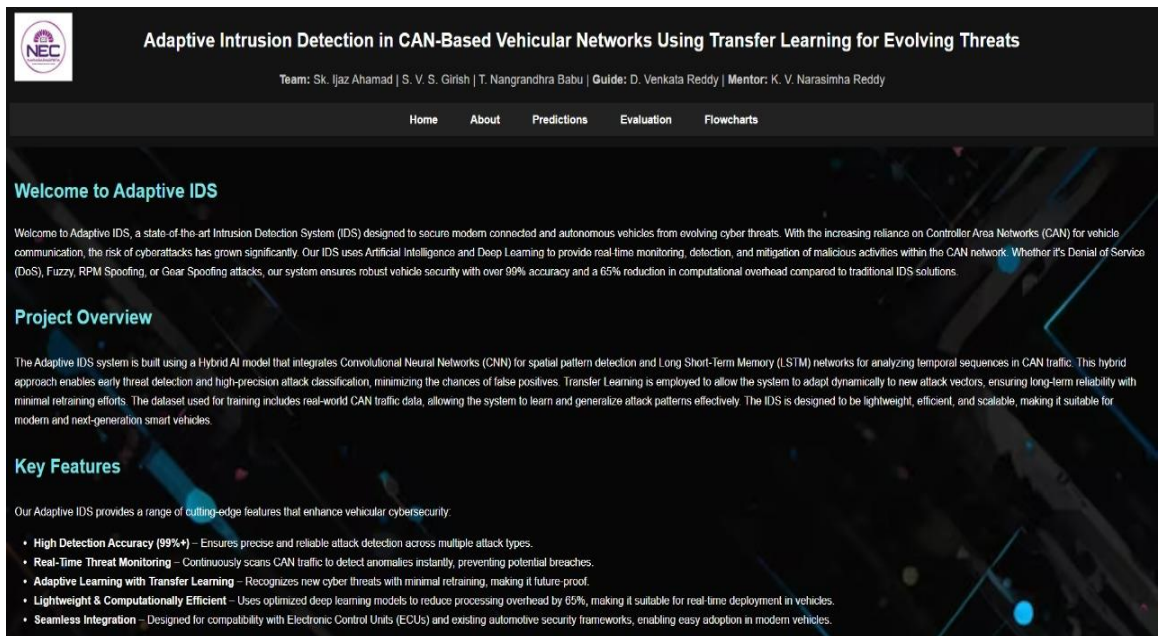 NEC
Adaptive Intrusion Detection in CAN-Based Vehicular Networks Using Transfer Learning for Evolving Threats
Team: Sk. Ijaz Ahamad | S. V. S. Girish | T. Nangrandhra Babu | Guide: D. Venkata Reddy | Mentor: K. V. Narasimha Reddy
Home About Predictions Evaluation Flowcharts
Welcome to Adaptive IDS
Welcome to Adaptive IDS, a state-of-the-art Intrusion Detection System (IDS) designed to secure modern connected and autonomous vehicles from evolving cyber threats. With the increasing reliance on Controller Area Networks (CAN) for vehicle
communication, the risk of cyberattacks has grown significantly. Our IDS uses Artificial Intelligence and Deep Learning to provide real-time monitoring, detection, and mitigation of malicious activities within the CAN network. Whether it's Denial of Service
(DoS), Fuzzy, RPM Spoofing, or Gear Spoofing attacks, our system ensures robust vehicle security with over 99% accuracy and a 65% reduction in computational overhead compared to traditional IDS solutions.
Project Overview
The Adaptive IDS system is built using a Hybrid AI model that integrates Convolutional Neural Networks (CNN) for spatial pattern detection and Long Short-Term Memory (LSTM) networks for analyzing temporal sequences in CAN traffic. This hybrid
approach enables early threat detection and high-precision attack classification, minimizing the chances of false positives. Transfer Learning is employed to allow the system to adapt dynamically to new attack vectors, ensuring long-term reliability with
minimal retraining efforts. The dataset used for training includes real-world CAN traffic data, allowing the system to learn and generalize attack patterns effectively. The IDS is designed to be lightweight, efficient, and scalable, making it suitable for
modern and next-generation smart vehicles.
Key Features
Our Adaptive IDS provides a range of cutting-edge features that enhance vehicular cybersecurity:
• High Detection Accuracy (99%+) – Ensures precise and reliable attack detection across multiple attack types.
• Real-Time Threat Monitoring – Continuously scans CAN traffic to detect anomalies instantly, preventing potential breaches.
• Adaptive Learning with Transfer Learning – Recognizes new cyber threats with minimal retraining, making it future-proof.
• Lightweight & Computationally Efficient – Uses optimized deep learning models to reduce processing overhead by 65%, making it suitable for real-time deployment in vehicles.
• Seamless Integration – Designed for compatibility with Electronic Control Units (ECUs) and existing automotive security frameworks, enabling easy adoption in modern vehicles.